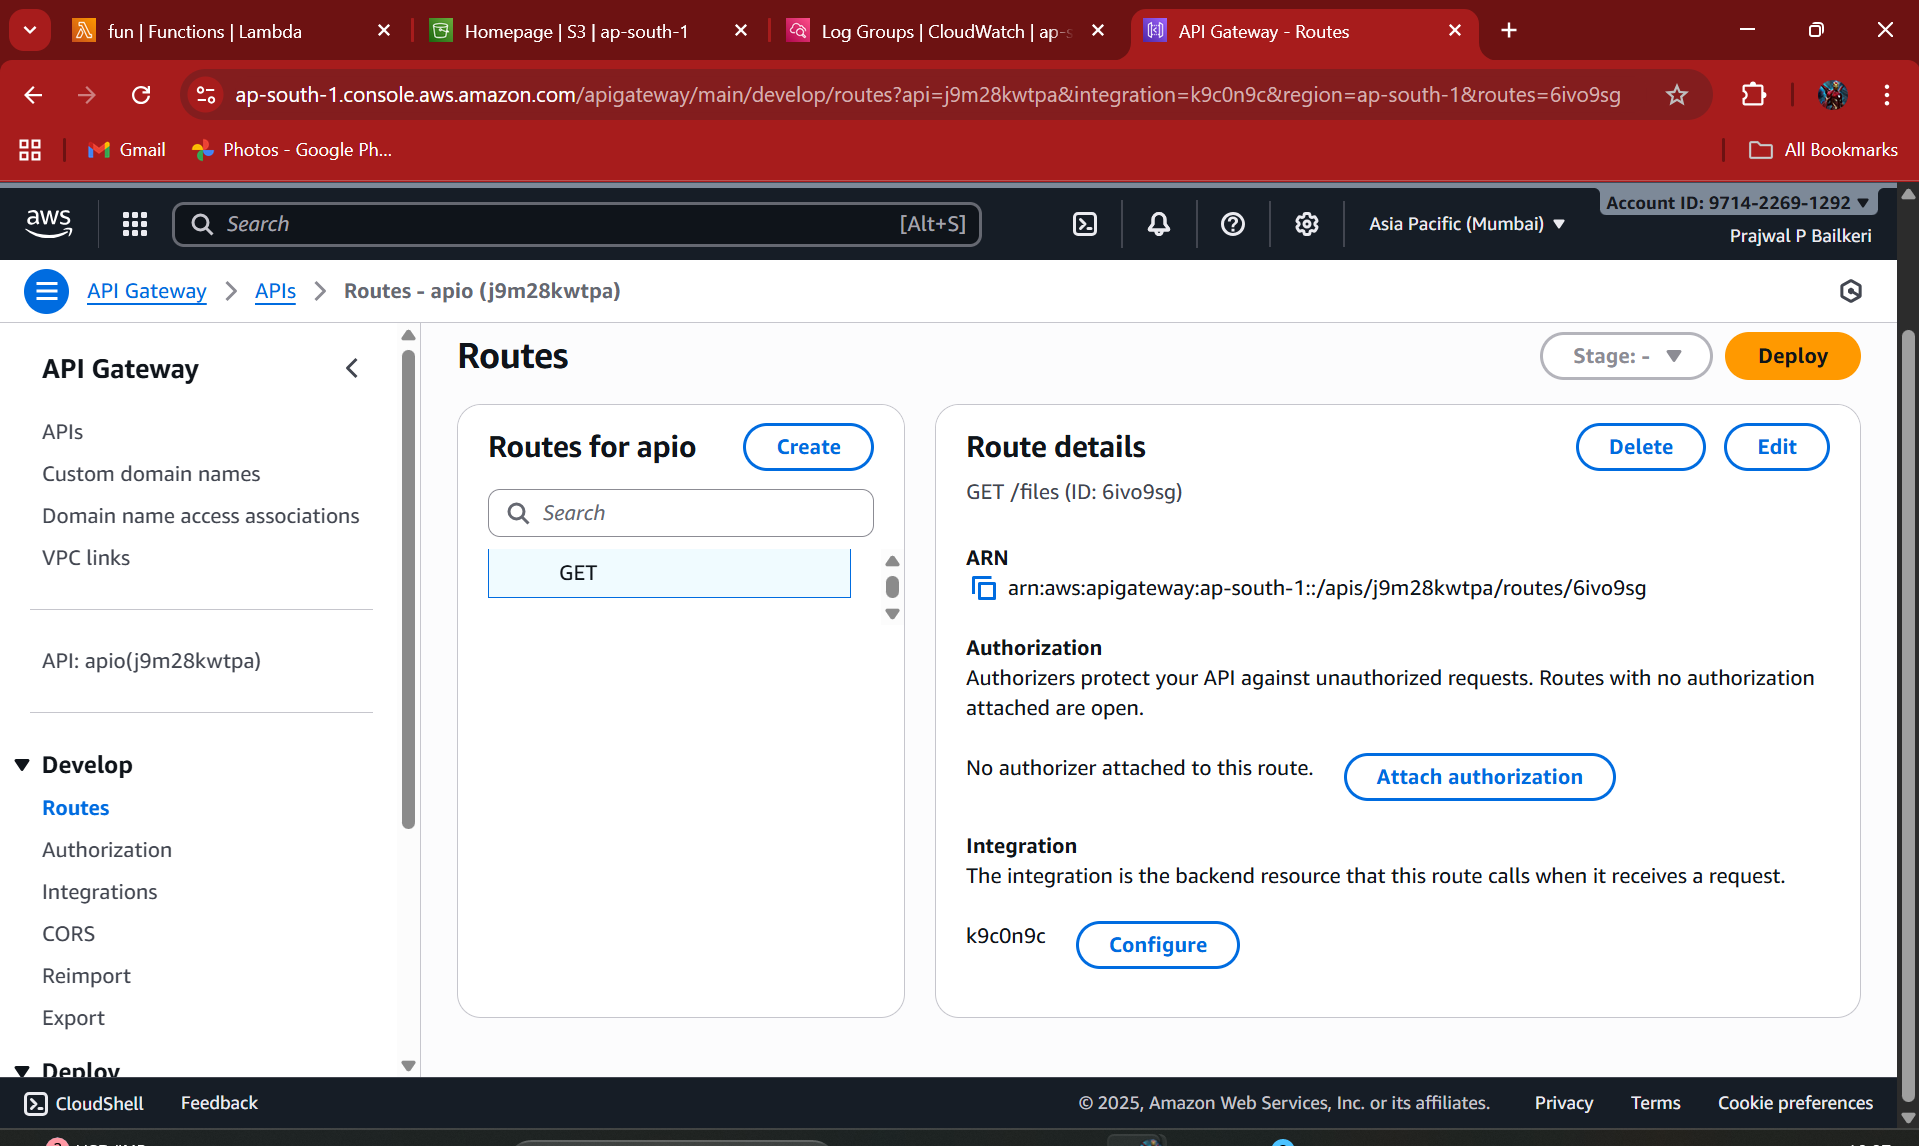 fun | Functions | Lambda
Homepage | S3 | ap-south-1
Log Groups | CloudWatch | ap-s
API Gateway - Routes
ap-south-1.console.aws.amazon.com/apigateway/main/develop/routes?api=j9m28kwtpa&integration=k9c0n9c&region=ap-south-1&routes=6ivo9sg
Gmail
Photos - Google Ph...
All Bookmarks
aws
Search
[Alt+S]
Asia Pacific (Mumbai)
Account ID: 9714-2269-1292
Prajwal P Bailkeri
API Gateway
APIs
Routes - apio (j9m28kwtpa)
API Gateway
APIs
Custom domain names
Domain name access associations
VPC links
API: apio(j9m28kwtpa)
Develop
Routes
Authorization
Integrations
CORS
Reimport
Export
Deploy
Routes
Stage: -
Deploy
Routes for apio
Create
Search
GET
Route details
Delete
Edit
GET /files (ID: 6ivo9sg)
ARN
arn:aws:apigateway:ap-south-1::/apis/j9m28kwtpa/routes/6ivo9sg
Authorization
Authorizers protect your API against unauthorized requests. Routes with no authorization
attached are open.
No authorizer attached to this route.
Attach authorization
Integration
The integration is the backend resource that this route calls when it receives a request.
k9c0n9c
Configure
CloudShell
Feedback
© 2025, Amazon Web Services, Inc. or its affiliates.
Privacy
Terms
Cookie preferences